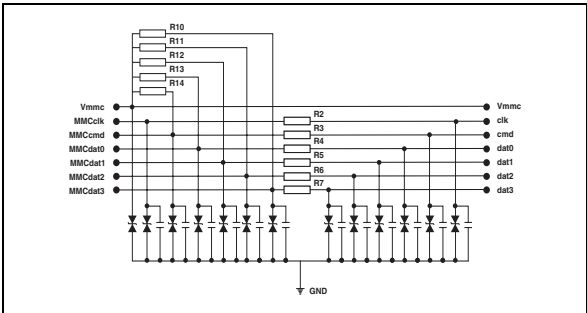 R10
R11
R12
R13
R14
Vmmc Vmmc
MMCclk R2 clk
MMCcmd R3 cmd
MMCdat0 R4 dat0
MMCdat1 R5 dat1
MMCdat2 R6 dat2
MMCdat3 R7 dat3
GND